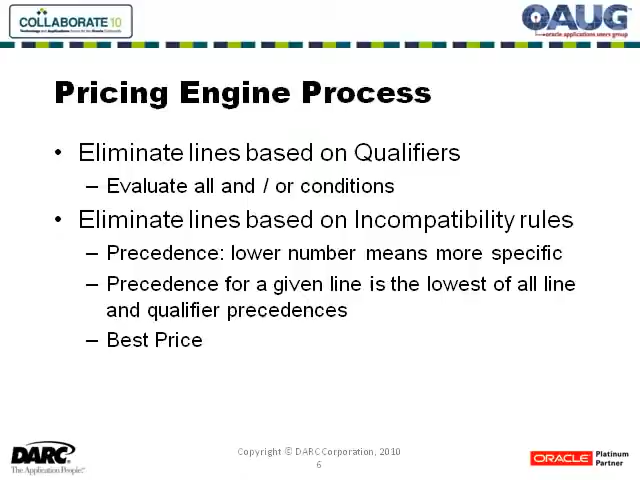 COLLABORATE 10
Technology and Applications Forum for the Oracle Community
OAUG
oracle applications users group
Pricing Engine Process
• Eliminate lines based on Qualifiers
– Evaluate all and / or conditions
• Eliminate lines based on Incompatibility rules
– Precedence: lower number means more specific
– Precedence for a given line is the lowest of all line
and qualifier precedences
– Best Price
DARC
The Application People
Copyright © DARC Corporation, 2010
6
ORACLE Platinum
Partner